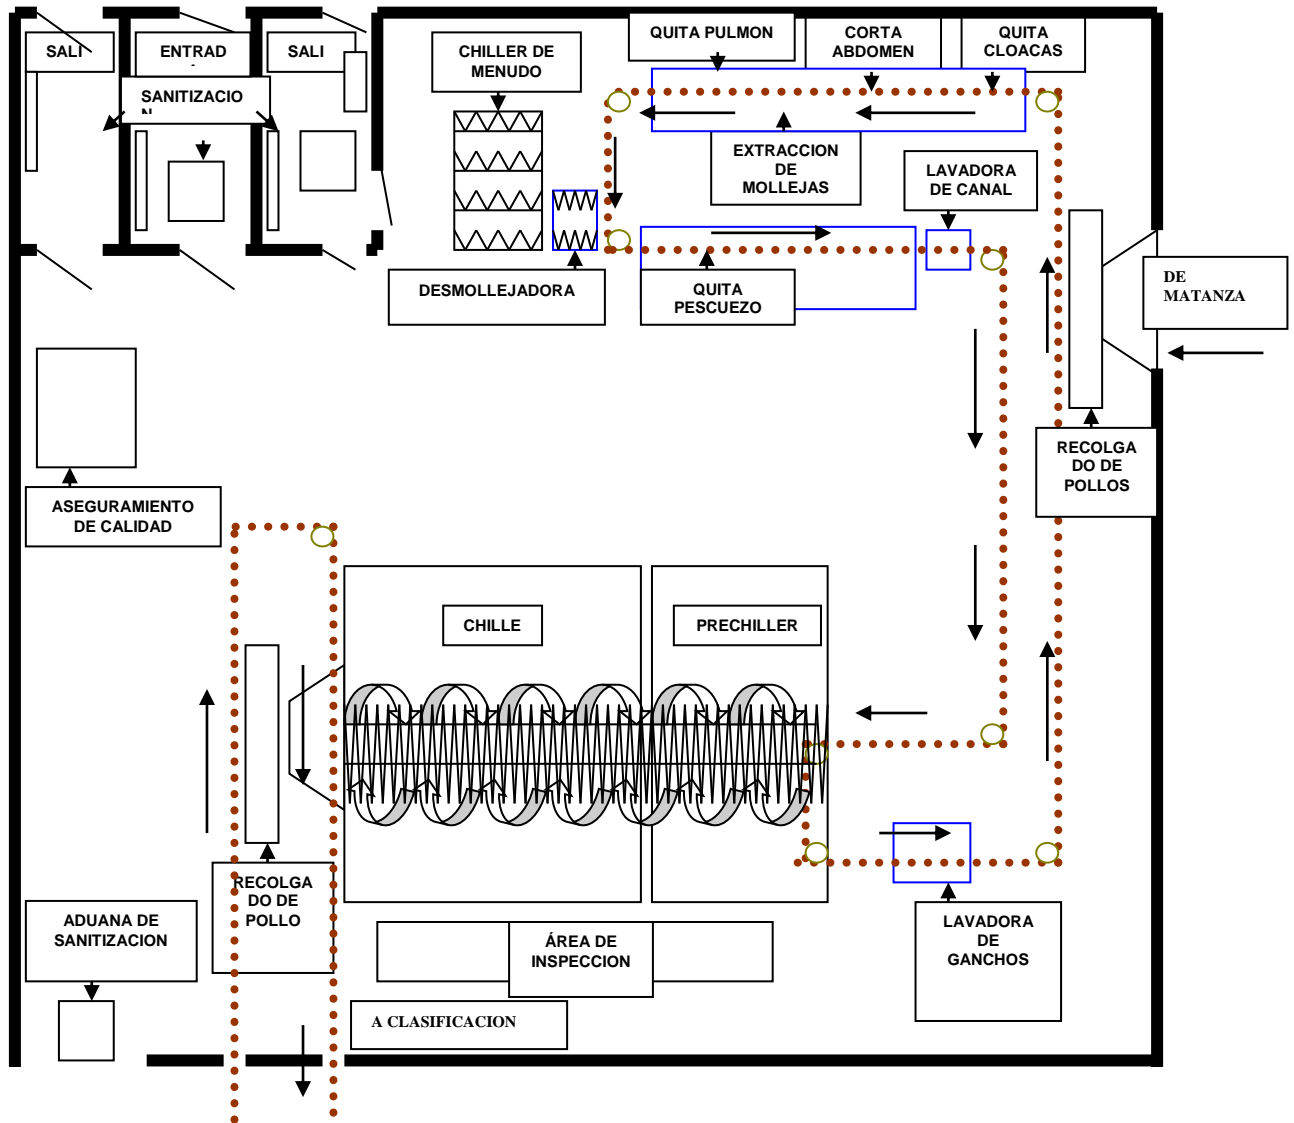 SALI
ENTRAD
SALI
SANITIZACIO
CHILLER DE
MENUDO
QUITA PULMON
CORTA
ABDOMEN
QUITA
CLOACAS
EXTRACCION
DE
MOLLEJAS
LAVADORA
DE CANAL
DESMOLLEJADORA
QUITA
PESCUEZO
DE
MATANZA
RECOLGA
DO DE
POLLOS
ASEGURAMIENTO
DE CALIDAD
CHILLE
PRECHILLER
RECOLGA
DO DE
POLLO
ADUANA DE
SANITIZACION
ÁREA DE
INSPECCION
LAVADORA
DE
GANCHOS
A CLASIFICACION